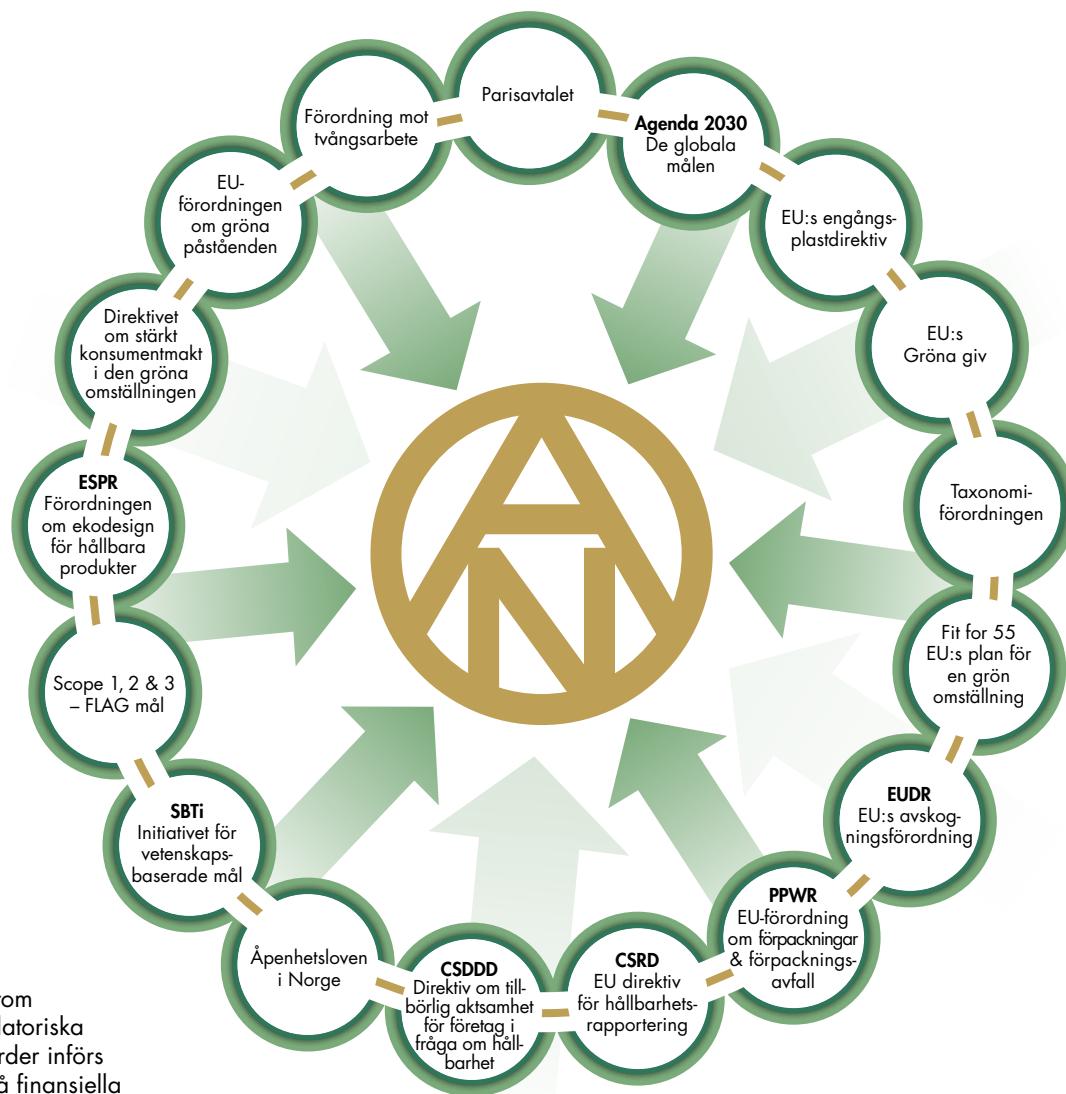 Parisavtalet
Agenda 2030
De globala
målen
EU:s engångs-
plastdirektiv
EU:s
Gröna giv
Taxonomi-
förordningen
Fit for 55
EU:s plan för
en grön
omställning
EUDR
EU:s avskog-
ningsförordning
PPWR
EU-förordning
om förpackningar
& förpacknings-
avfall
CSRD
EU direktiv
för hållbarhets-
rapportering
CSDDD
Direktiv om till-
börlig aktsamhet
för företag i
fråga om håll-
barhet
Åpenhetsloven
i Norge
SBTi
Initiativet för
vetenskaps-
baserade mål
Scope 1, 2 & 3
– FLAG mål
ESPR
Förordningen
om ekodesign
för hållbara
produkter
Direktivet
om stärkt
konsumentmakt
i den gröna
omställningen
EU-
förordningen
om gröna
påståenden
Förordning mot
tvångsarbete
AN
införs
finansiella